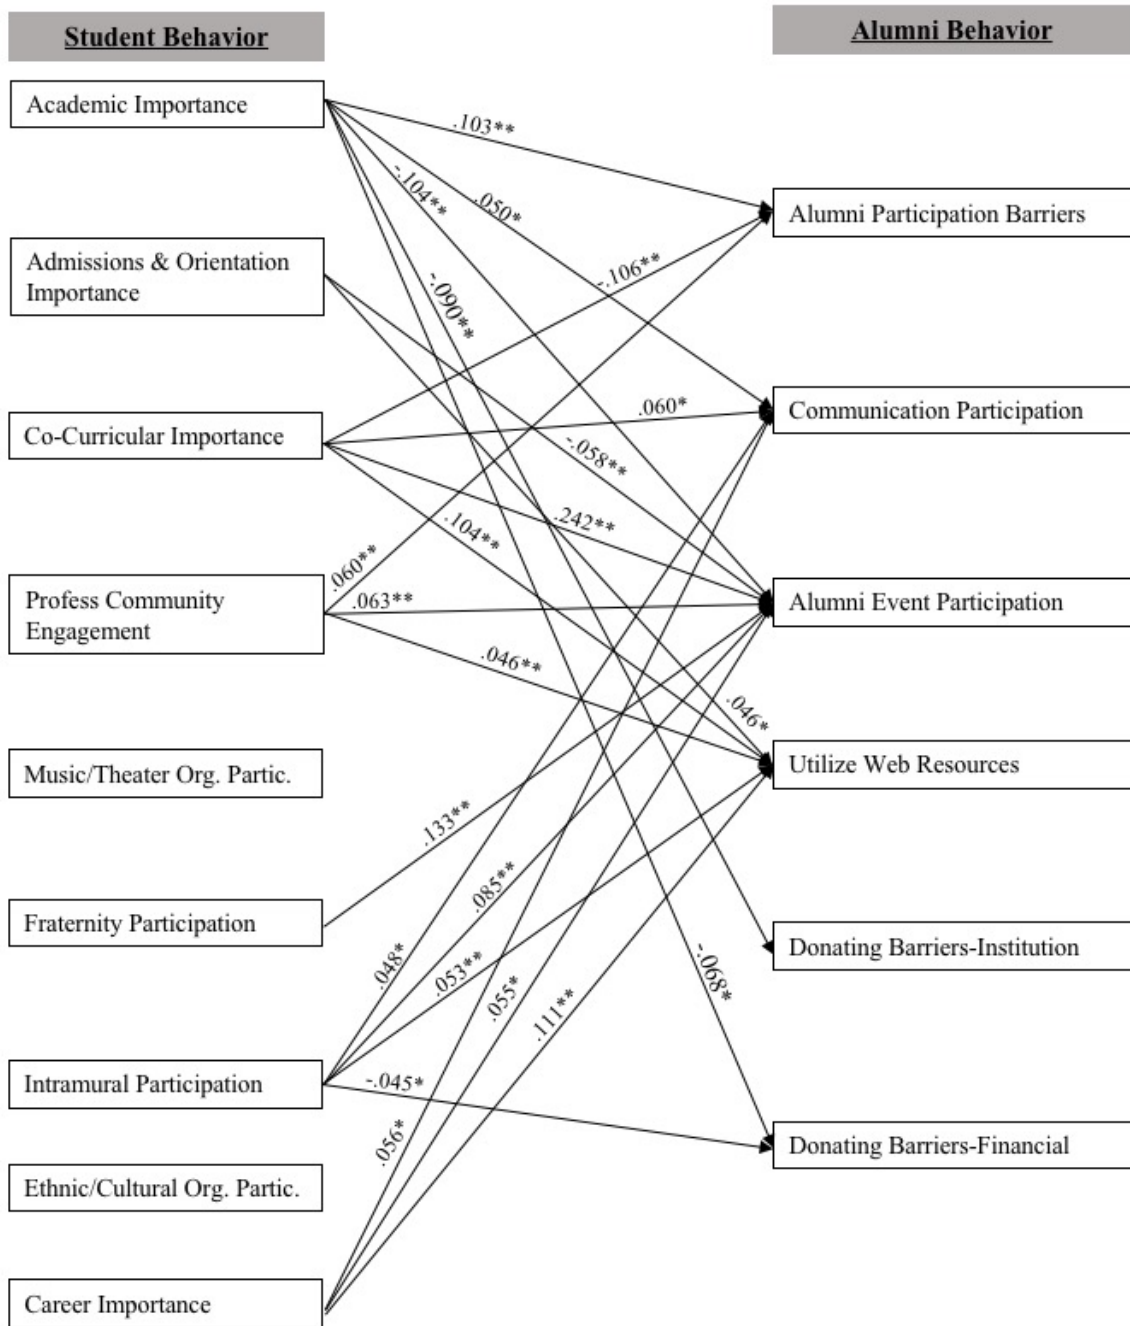 Student Behavior
Alumni Behavior
Academic Importance
.103**
-.104**
.050*
Alumni Participation Barriers
Admissions & Orientation
Importance
-.090**
-.106**
Co-Curricular Importance
.060*
Communication Participation
-.058**
.104**
.242**
Profess Community
Engagement
.060**
.063**
Alumni Event Participation
.046**
.046*
Music/Theater Org. Partic.
Utilize Web Resources
.133**
Fraternity Participation
.085**
Donating Barriers-Institution
.048*
.053**
.055*
.111**
-.068*
Intramural Participation
-.045*
.056*
Donating Barriers-Financial
Ethnic/Cultural Org. Partic.
Career Importance